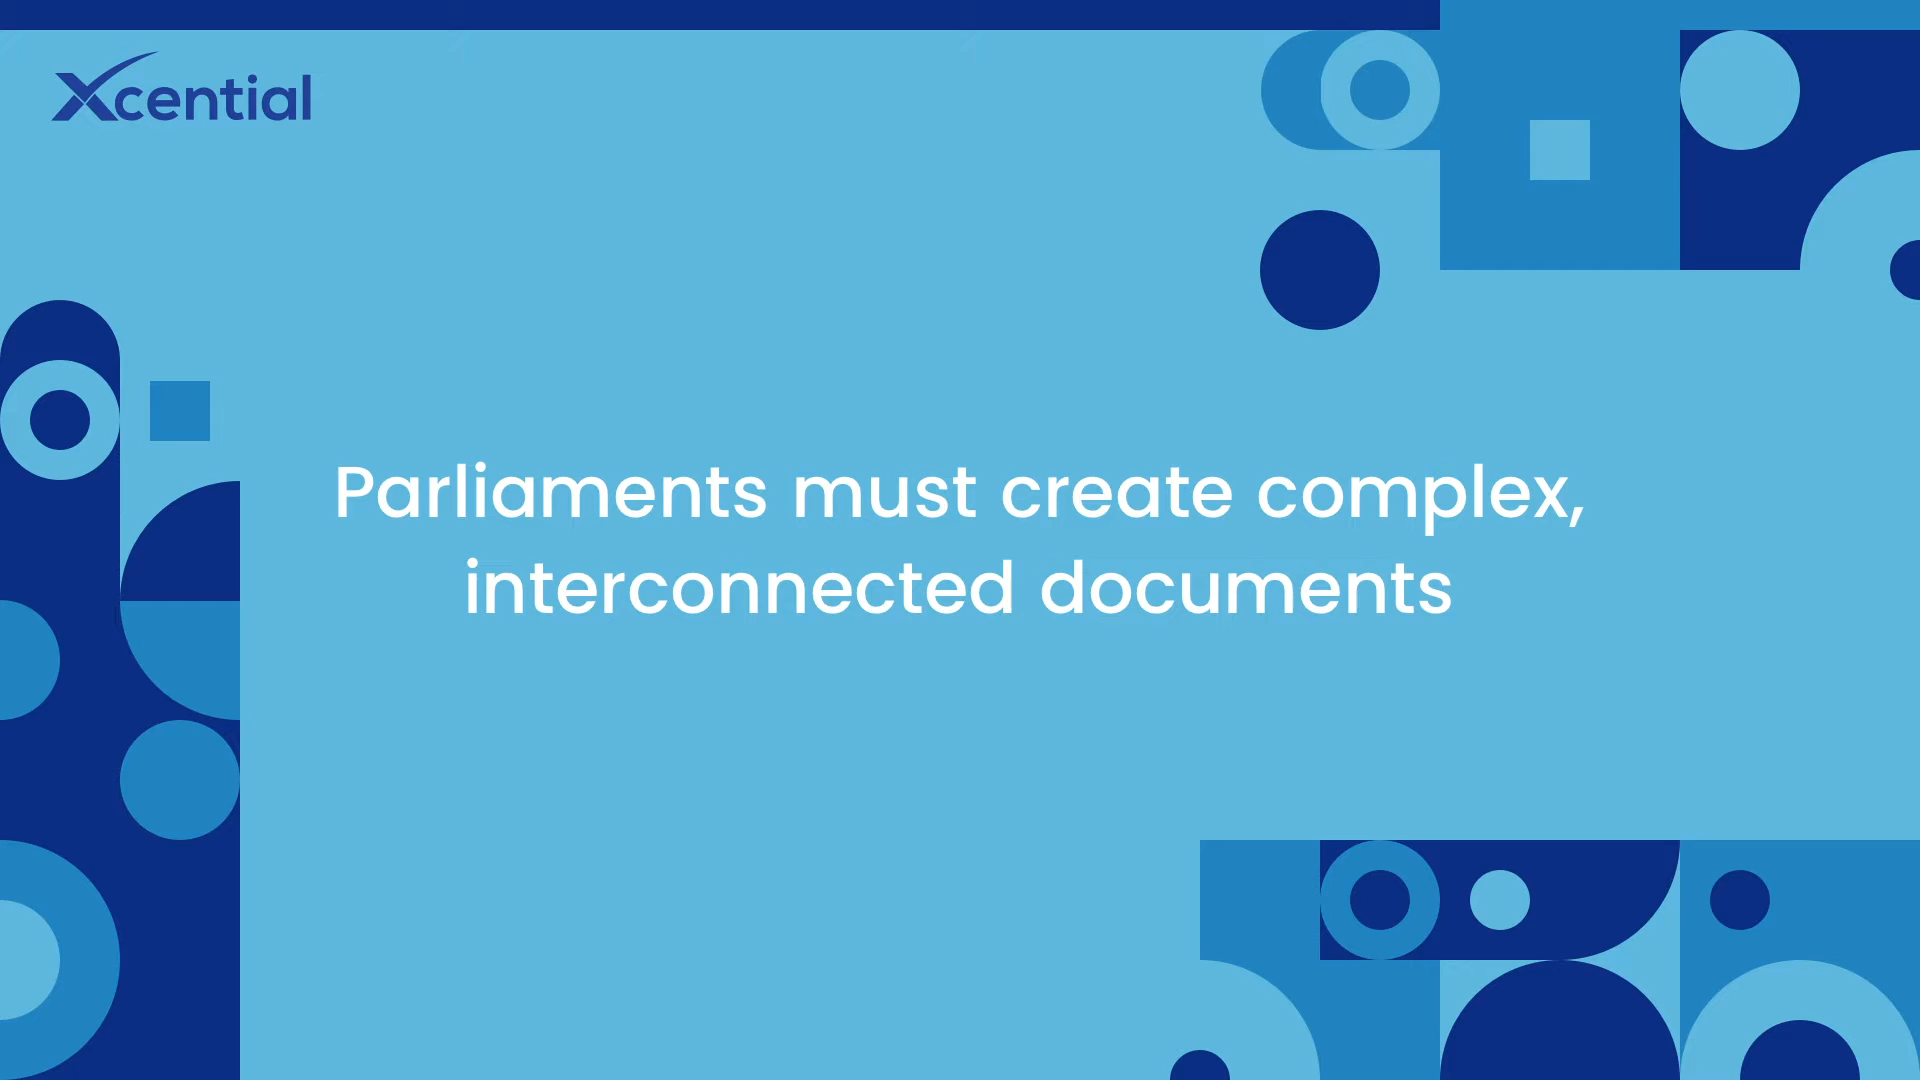 Xcential
Parliaments must create complex,
interconnected documents